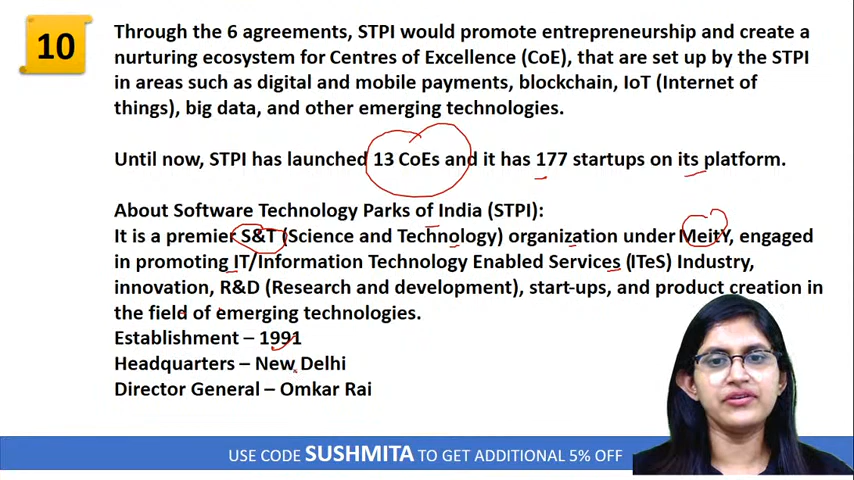 10
Through the 6 agreements, STPI would promote entrepreneurship and create a
nurturing ecosystem for Centres of Excellence (CoE), that are set up by the STPI
in areas such as digital and mobile payments, blockchain, IoT (Internet of
things), big data, and other emerging technologies.
Until now, STPI has launched 13 CoEs and it has 177 startups on its platform.
About Software Technology Parks of India (STPI):
It is a premier S&T (Science and Technology) organization under MeitY, engaged
in promoting IT/Information Technology Enabled Services (ITeS) Industry,
innovation, R&D (Research and development), start-ups, and product creation in
the field of emerging technologies.
Establishment – 1991
Headquarters – New Delhi
Director General – Omkar Rai
USE CODE SUSHMITA TO GET ADDITIONAL 5% OFF